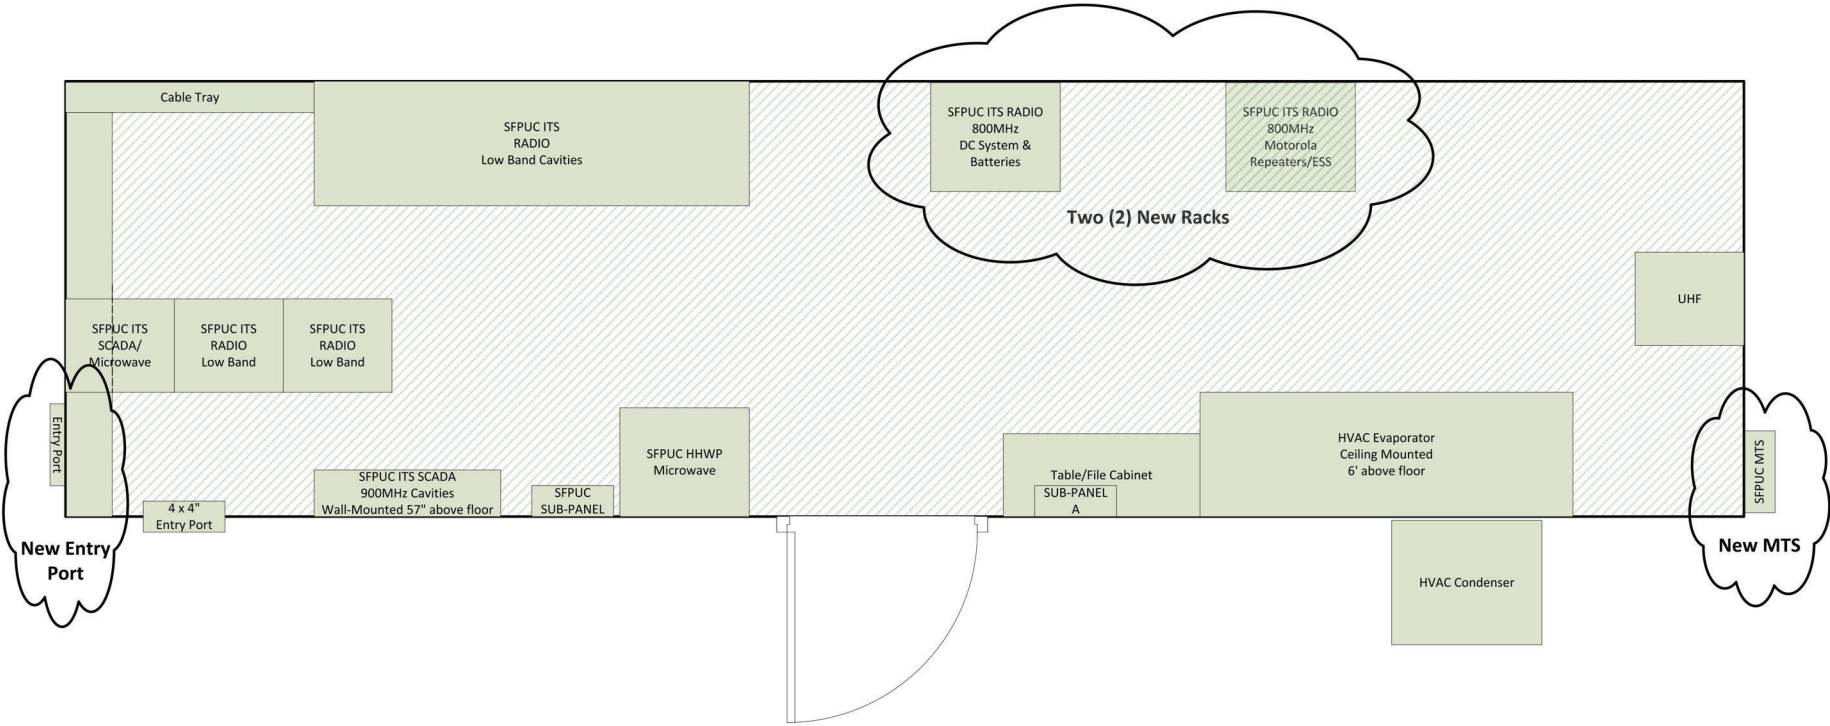 Cable Tray
SFPUC ITS
RADIO
Low Band Cavities
SFPUC ITS RADIO
800MHz
DC System &
Batteries
SFPUC ITS RADIO
800MHz
Motorola
Repeaters/ESS
Two (2) New Racks
UHF
SFPUC ITS
SCADA/
Microwave
SFPUC ITS
RADIO
Low Band
SFPUC ITS
RADIO
Low Band
Entry Port
New Entry
Port
4 x 4"
Entry Port
SFPUC ITS SCADA
900MHz Cavities
Wall-Mounted 57" above floor
SFPUC
SUB-PANEL
SFPUC HHWP
Microwave
Table/File Cabinet
SUB-PANEL
A
HVAC Evaporator
Ceiling Mounted
6' above floor
SFPUC MTS
New MTS
HVAC Condenser